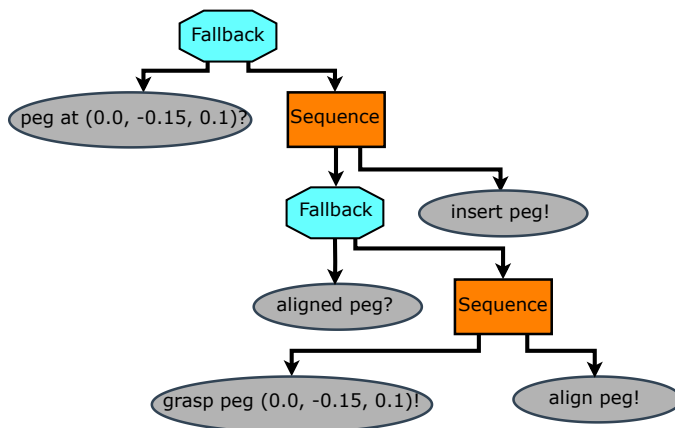 Fallback
peg at (0.0, -0.15, 0.1)?
Sequence
Fallback
insert peg!
aligned peg?
Sequence
grasp peg (0.0, -0.15, 0.1)!
align peg!